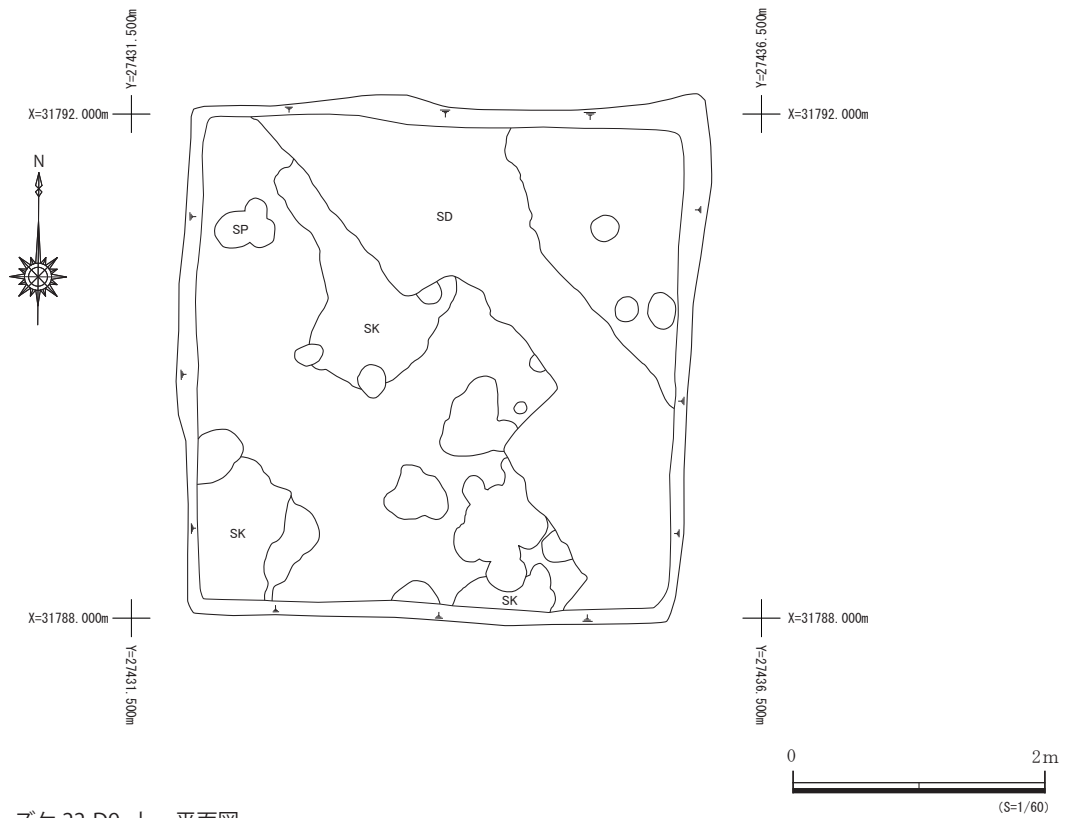 Y=27431.500m
Y=27436.500m
X=31792.000m
X=31792.000m
N
SD
SP
SK
SK
SK
X=31788.000m
X=31788.000m
Y=27431.500m
Y=27436.500m
0
2m
(S=1/60)
平面図